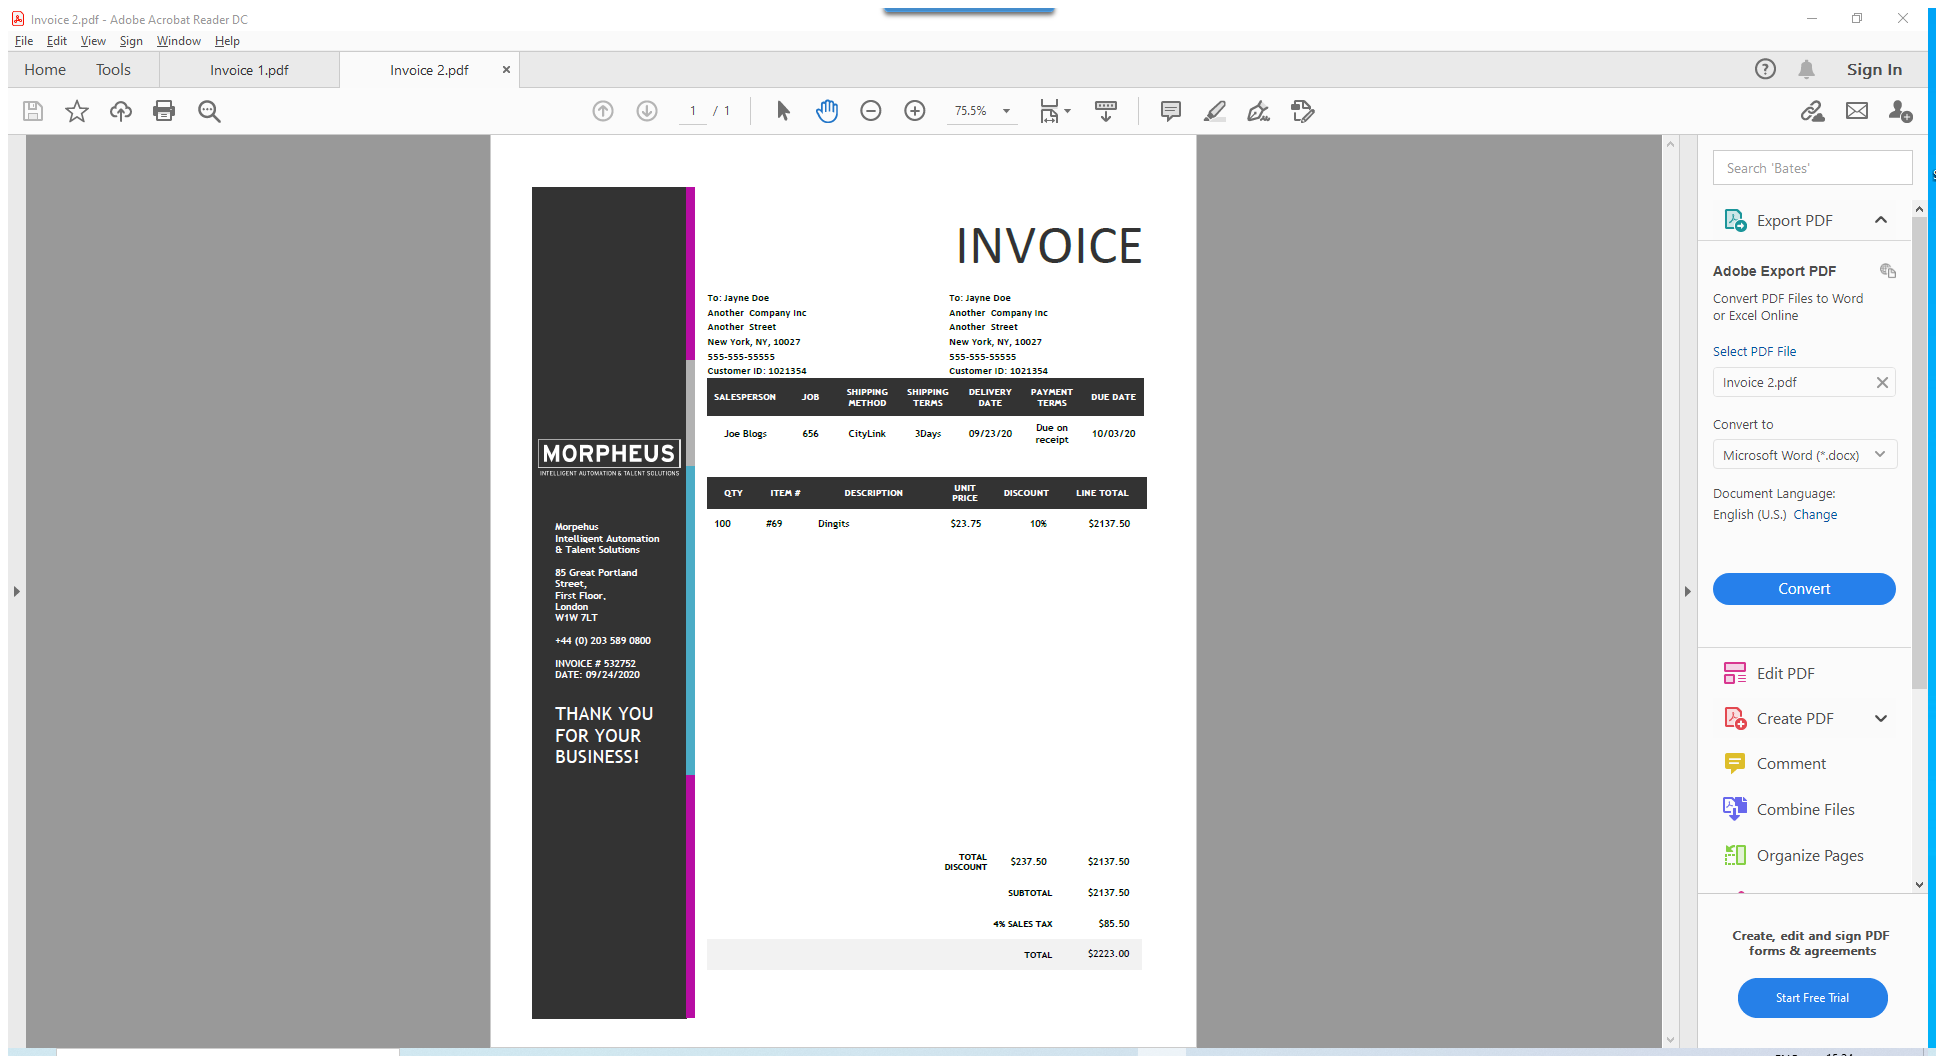 Invoice 2.pdf - Adobe Acrobat Reader DC
File Edit View Sign Window Help
Home Tools Invoice 1.pdf Invoice 2.pdf Sign In
1 / 1 75.5%
INVOICE
To: Jayne Doe
Another Company Inc
Another Street
New York, NY, 10027
555-555-55555
Customer ID: 1021354
To: Jayne Doe
Another Company Inc
Another Street
New York, NY, 10027
555-555-55555
Customer ID: 1021354
SALESPERSON JOB SHIPPING METHOD SHIPPING TERMS DELIVERY DATE PAYMENT TERMS DUE DATE
Joe Blogs 656 CityLink 3Days 09/23/20 Due on receipt 10/03/20
QTY ITEM # DESCRIPTION UNIT PRICE DISCOUNT LINE TOTAL
100 #69 Dingits $23.75 10% $2137.50
TOTAL DISCOUNT $237.50 $2137.50
SUBTOTAL $2137.50
4% SALES TAX $85.50
TOTAL $2223.00
MORPHEUS
INTELLIGENT AUTOMATION & TALENT SOLUTIONS
Morpehus
Intelligent Automation
& Talent Solutions
85 Great Portland
Street,
First Floor,
London
W1W 7LT
+44 (0) 203 589 0800
INVOICE # 532752
DATE: 09/24/2020
THANK YOU
FOR YOUR
BUSINESS!
Search 'Bates'
Export PDF
Adobe Export PDF
Convert PDF Files to Word
or Excel Online
Select PDF File
Invoice 2.pdf
Convert to
Microsoft Word (*.docx)
Document Language:
English (U.S.) Change
Convert
Edit PDF
Create PDF
Comment
Combine Files
Organize Pages
Create, edit and sign PDF
forms & agreements
Start Free Trial